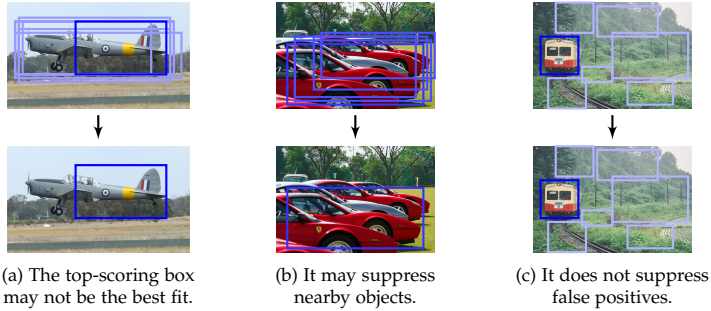 (a) The top-scoring box
may not be the best fit.
(b) It may suppress
nearby objects.
(c) It does not suppress
false positives.